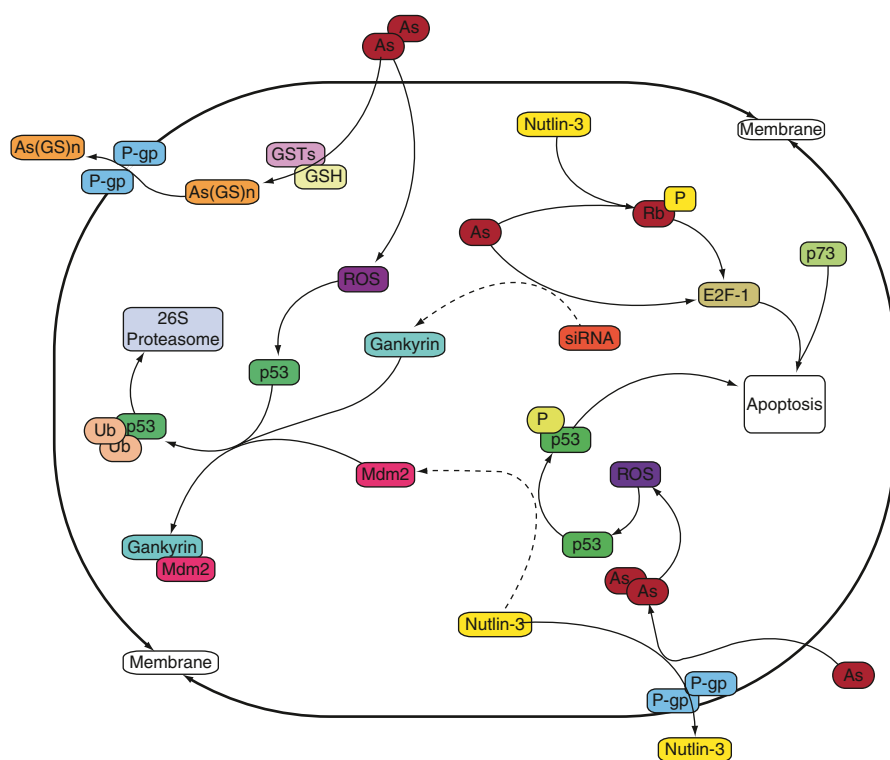 As
As
Nutlin-3
Membrane
As(GS)n
P-gp
P-gp
GSTs
GSH
As(GS)n
P
Rb
As
p73
ROS
E2F-1
26S
Proteasome
Gankyrin
siRNA
p53
Apoptosis
Ub
p53
Ub
P
p53
Mdm2
ROS
Gankyrin
Mdm2
p53
As
As
Nutlin-3
Membrane
As
P-gp
P-gp
Nutlin-3